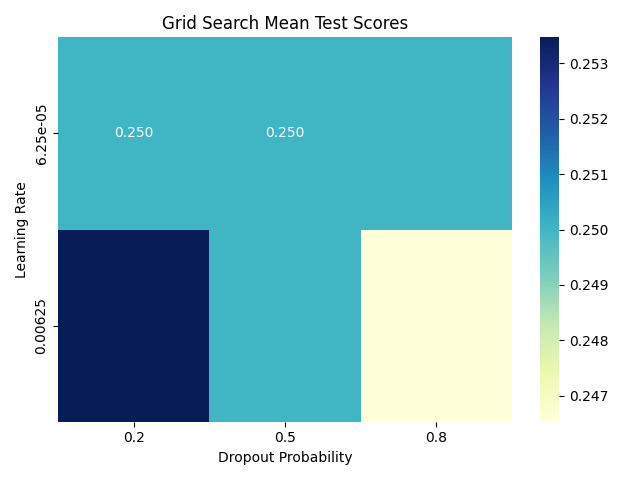 Grid Search Mean Test Scores
Learning Rate
6.25e-05
0.00625
0.250 0.250
0.2 0.5 0.8
Dropout Probability
0.253
0.252
0.251
0.250
0.249
0.248
0.247